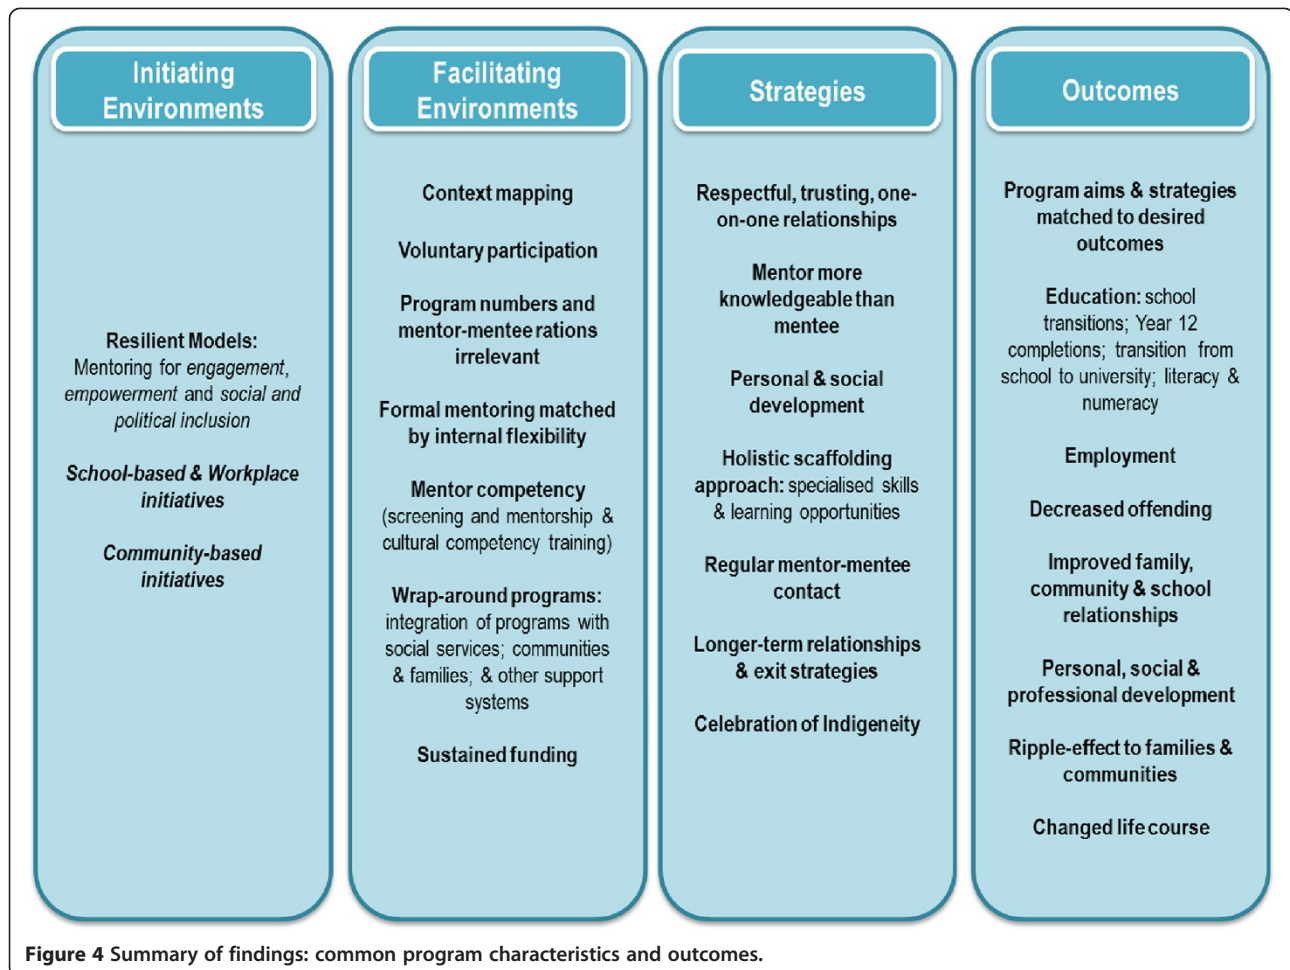 Initiating
Environments
Resilient Models:
Mentoring for engagement,
empowerment and social and
political inclusion
School-based & Workplace
initiatives
Community-based
initiatives
Facilitating
Environments
Context mapping
Voluntary participation
Program numbers and
mentor-mentee rations
irrelevant
Formal mentoring matched
by internal flexibility
Mentor competency
(screening and mentorship &
cultural competency training)
Wrap-around programs:
integration of programs with
social services; communities
& families; & other support
systems
Sustained funding
Strategies
Respectful, trusting, one-
on-one relationships
Mentor more
knowledgeable than
mentee
Personal & social
development
Holistic scaffolding
approach: specialised skills
& learning opportunities
Regular mentor-mentee
contact
Longer-term relationships
& exit strategies
Celebration of Indigeneity
Outcomes
Program aims & strategies
matched to desired
outcomes
Education: school
transitions; Year 12
completions; transition from
school to university; literacy &
numeracy
Employment
Decreased offending
Improved family,
community & school
relationships
Personal, social &
professional development
Ripple-effect to families &
communities
Changed life course
Figure 4 Summary of findings: common program characteristics and outcomes.